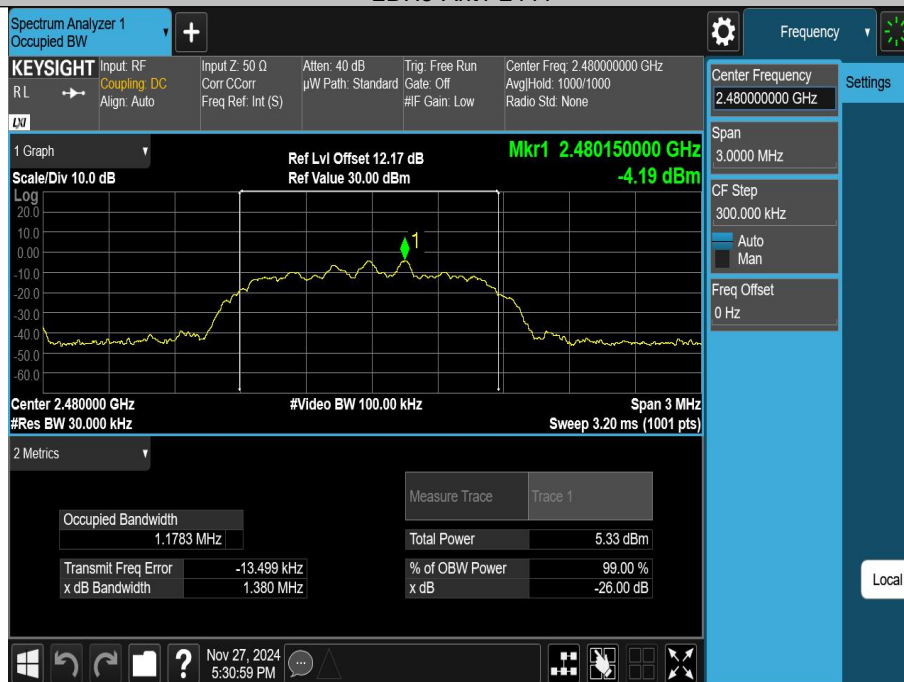 Spectrum Analyzer 1
Occupied BW
Frequency
KEYSIGHT
RL
LXI
Input: RF
Coupling: DC
Align: Auto
Input Z: 50 Ω
Corr CCorr
Freq Ref: Int (S)
Atten: 40 dB
µW Path: Standard
Trig: Free Run
Gate: Off
#IF Gain: Low
Center Freq: 2.480000000 GHz
Avg|Hold: 1000/1000
Radio Std: None
Center Frequency
2.480000000 GHz
Settings
Span
3.0000 MHz
CF Step
300.000 kHz
Auto
Man
Freq Offset
0 Hz
Local
1 Graph
Scale/Div 10.0 dB
Ref Lvl Offset 12.17 dB
Ref Value 30.00 dBm
Mkr1 2.480150000 GHz
-4.19 dBm
Log
20.0
10.0
0.00
-10.0
-20.0
-30.0
-40.0
-50.0
-60.0
1
Center 2.480000 GHz
#Res BW 30.000 kHz
#Video BW 100.00 kHz
Span 3 MHz
Sweep 3.20 ms (1001 pts)
2 Metrics
Measure Trace
Trace 1
Occupied Bandwidth
1.1783 MHz
Total Power
5.33 dBm
Transmit Freq Error
-13.499 kHz
% of OBW Power
99.00 %
x dB Bandwidth
1.380 MHz
x dB
-26.00 dB
?
Nov 27, 2024
5:30:59 PM